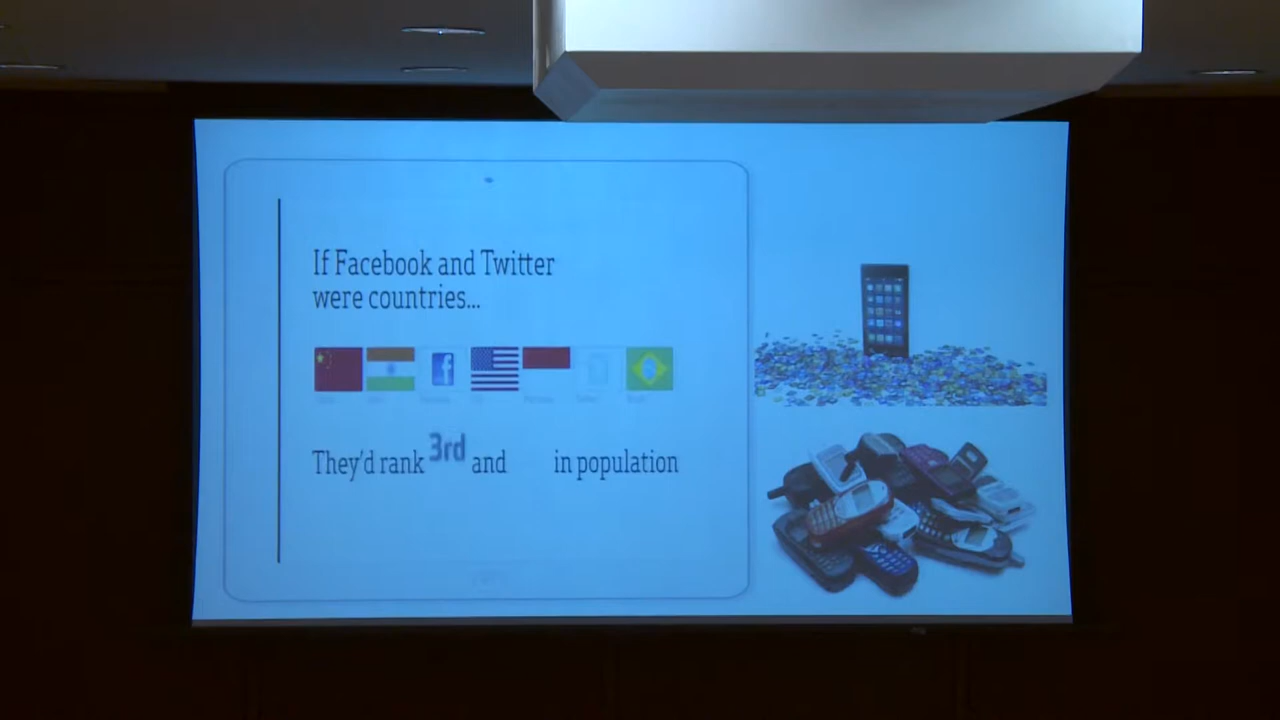 If Facebook and Twitter
were countries...
They'd rank 3rd and in population